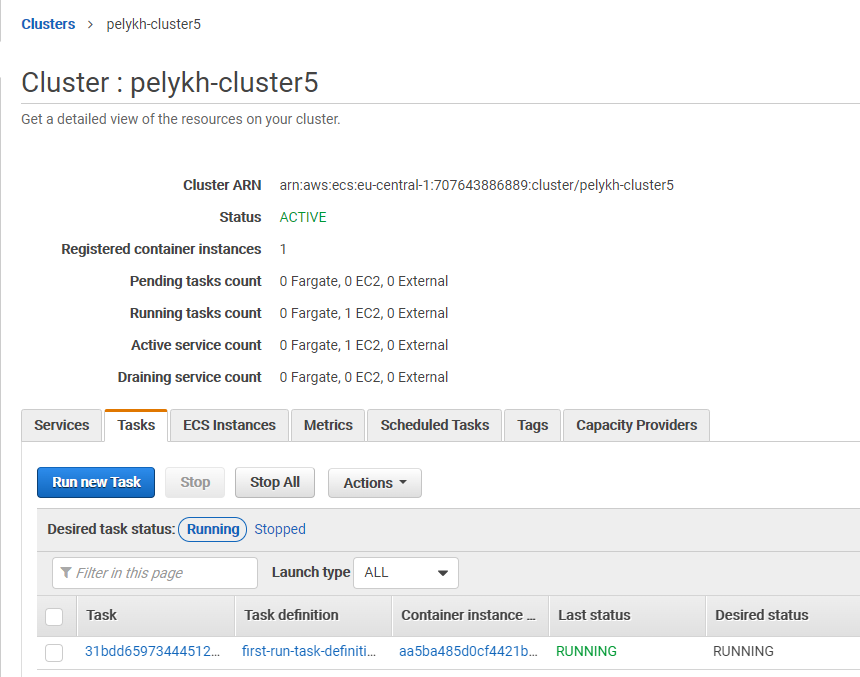 Clusters > pelykh-cluster5
Cluster : pelykh-cluster5
Get a detailed view of the resources on your cluster.
Cluster ARN arn:aws:ecs:eu-central-1:707643886889:cluster/pelykh-cluster5
Status ACTIVE
Registered container instances 1
Pending tasks count 0 Fargate, 0 EC2, 0 External
Running tasks count 0 Fargate, 1 EC2, 0 External
Active service count 0 Fargate, 1 EC2, 0 External
Draining service count 0 Fargate, 0 EC2, 0 External
Services Tasks ECS Instances Metrics Scheduled Tasks Tags Capacity Providers
Run new Task Stop Stop All Actions
Desired task status: Running Stopped
Filter in this page Launch type ALL
Task Task definition Container instance ... Last status Desired status
31bdd65973444512... first-run-task-definiti... aa5ba485d0cf4421b... RUNNING RUNNING